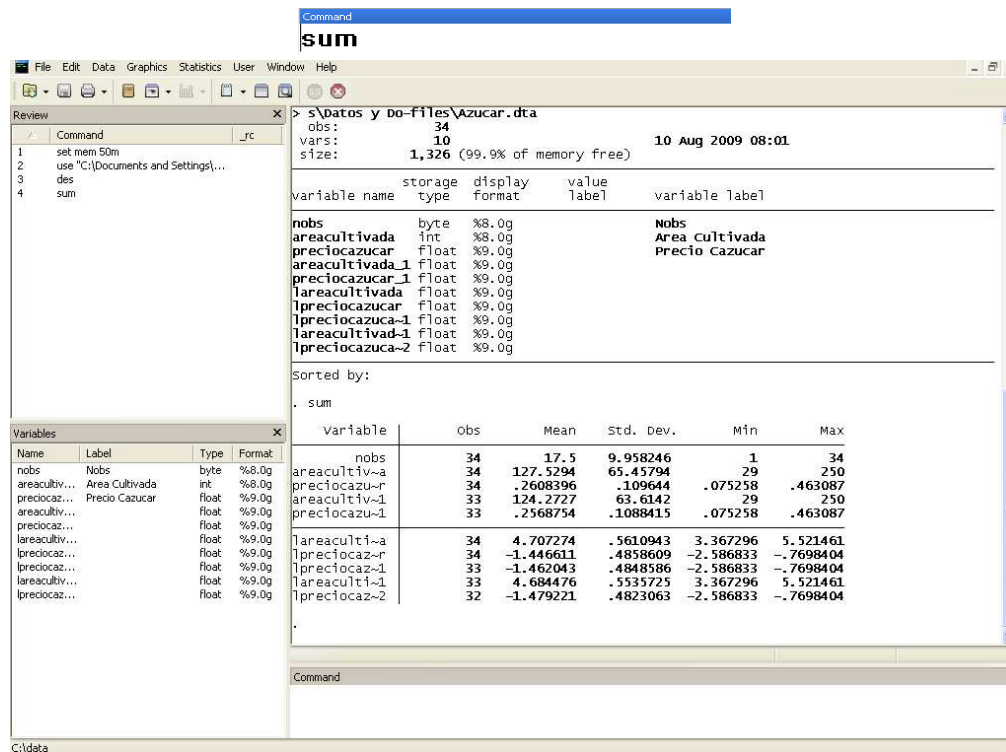 Command
sum
File Edit Data Graphics Statistics User Window Help
Review
Command _rc
1 set mem 50m
2 use "C:\Documents and Settings\...
3 des
4 sum
> s\Datos y Do-files\Azucar.dta
obs: 34
vars: 10 10 Aug 2009 08:01
size: 1,326 (99.9% of memory free)
storage display value
variable name type format label variable label
nobs byte %8.0g Nobs
areacultivada int %8.0g Area Cultivada
preciocazucar float %9.0g Precio Cazucar
areacultivada_1 float %9.0g
preciocazucar_1 float %9.0g
lareacultivada float %9.0g
lpreciocazucar float %9.0g
lpreciocazuca~1 float %9.0g
lareacultivad~1 float %9.0g
lpreciocazuca~2 float %9.0g
Sorted by:
. sum
Variable Obs Mean Std. Dev. Min Max
nobs 34 17.5 9.958246 1 34
areacultiv~a 34 127.5294 65.45794 29 250
preciocazu~r 34 .2608396 .109644 .075258 .463087
areacultiv~1 33 124.2727 63.6142 29 250
preciocazu~1 33 .2568754 .1088415 .075258 .463087
lareaculti~a 34 4.707274 .5610943 3.367296 5.521461
lpreciocaz~r 34 -1.446611 .4858609 -2.586833 -.7698404
lpreciocaz~1 33 -1.462043 .4848586 -2.586833 -.7698404
lareaculti~1 33 4.684476 .5535725 3.367296 5.521461
lpreciocaz~2 32 -1.479221 .4823063 -2.586833 -.7698404
.
Variables
Name Label Type Format
nobs Nobs byte %8.0g
areacultiv... Area Cultivada int %8.0g
preciocaz... Precio Cazucar float %9.0g
areacultiv... float %9.0g
preciocaz... float %9.0g
lareacultiv... float %9.0g
lpreciocaz... float %9.0g
lpreciocaz... float %9.0g
lareacultiv... float %9.0g
lpreciocaz... float %9.0g
Command
C:\data